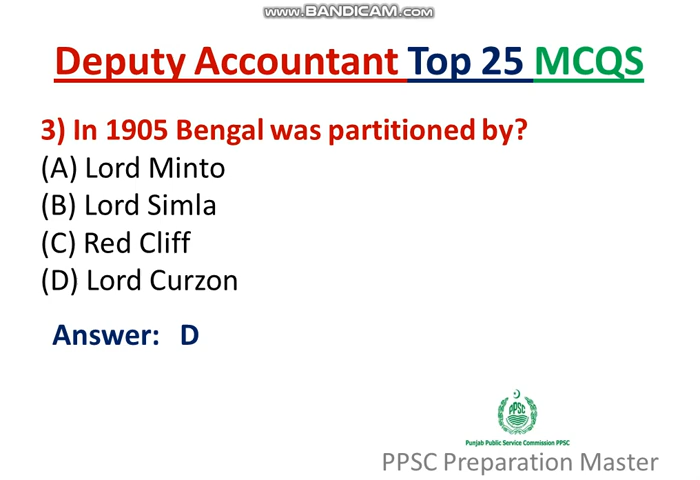 www.BANDICAM.com
Deputy Accountant Top 25 MCQS
3) In 1905 Bengal was partitioned by?
(A) Lord Minto
(B) Lord Simla
(C) Red Cliff
(D) Lord Curzon
Answer: D
PPSC
Punjab Public Service Commission PPSC
PPSC Preparation Master